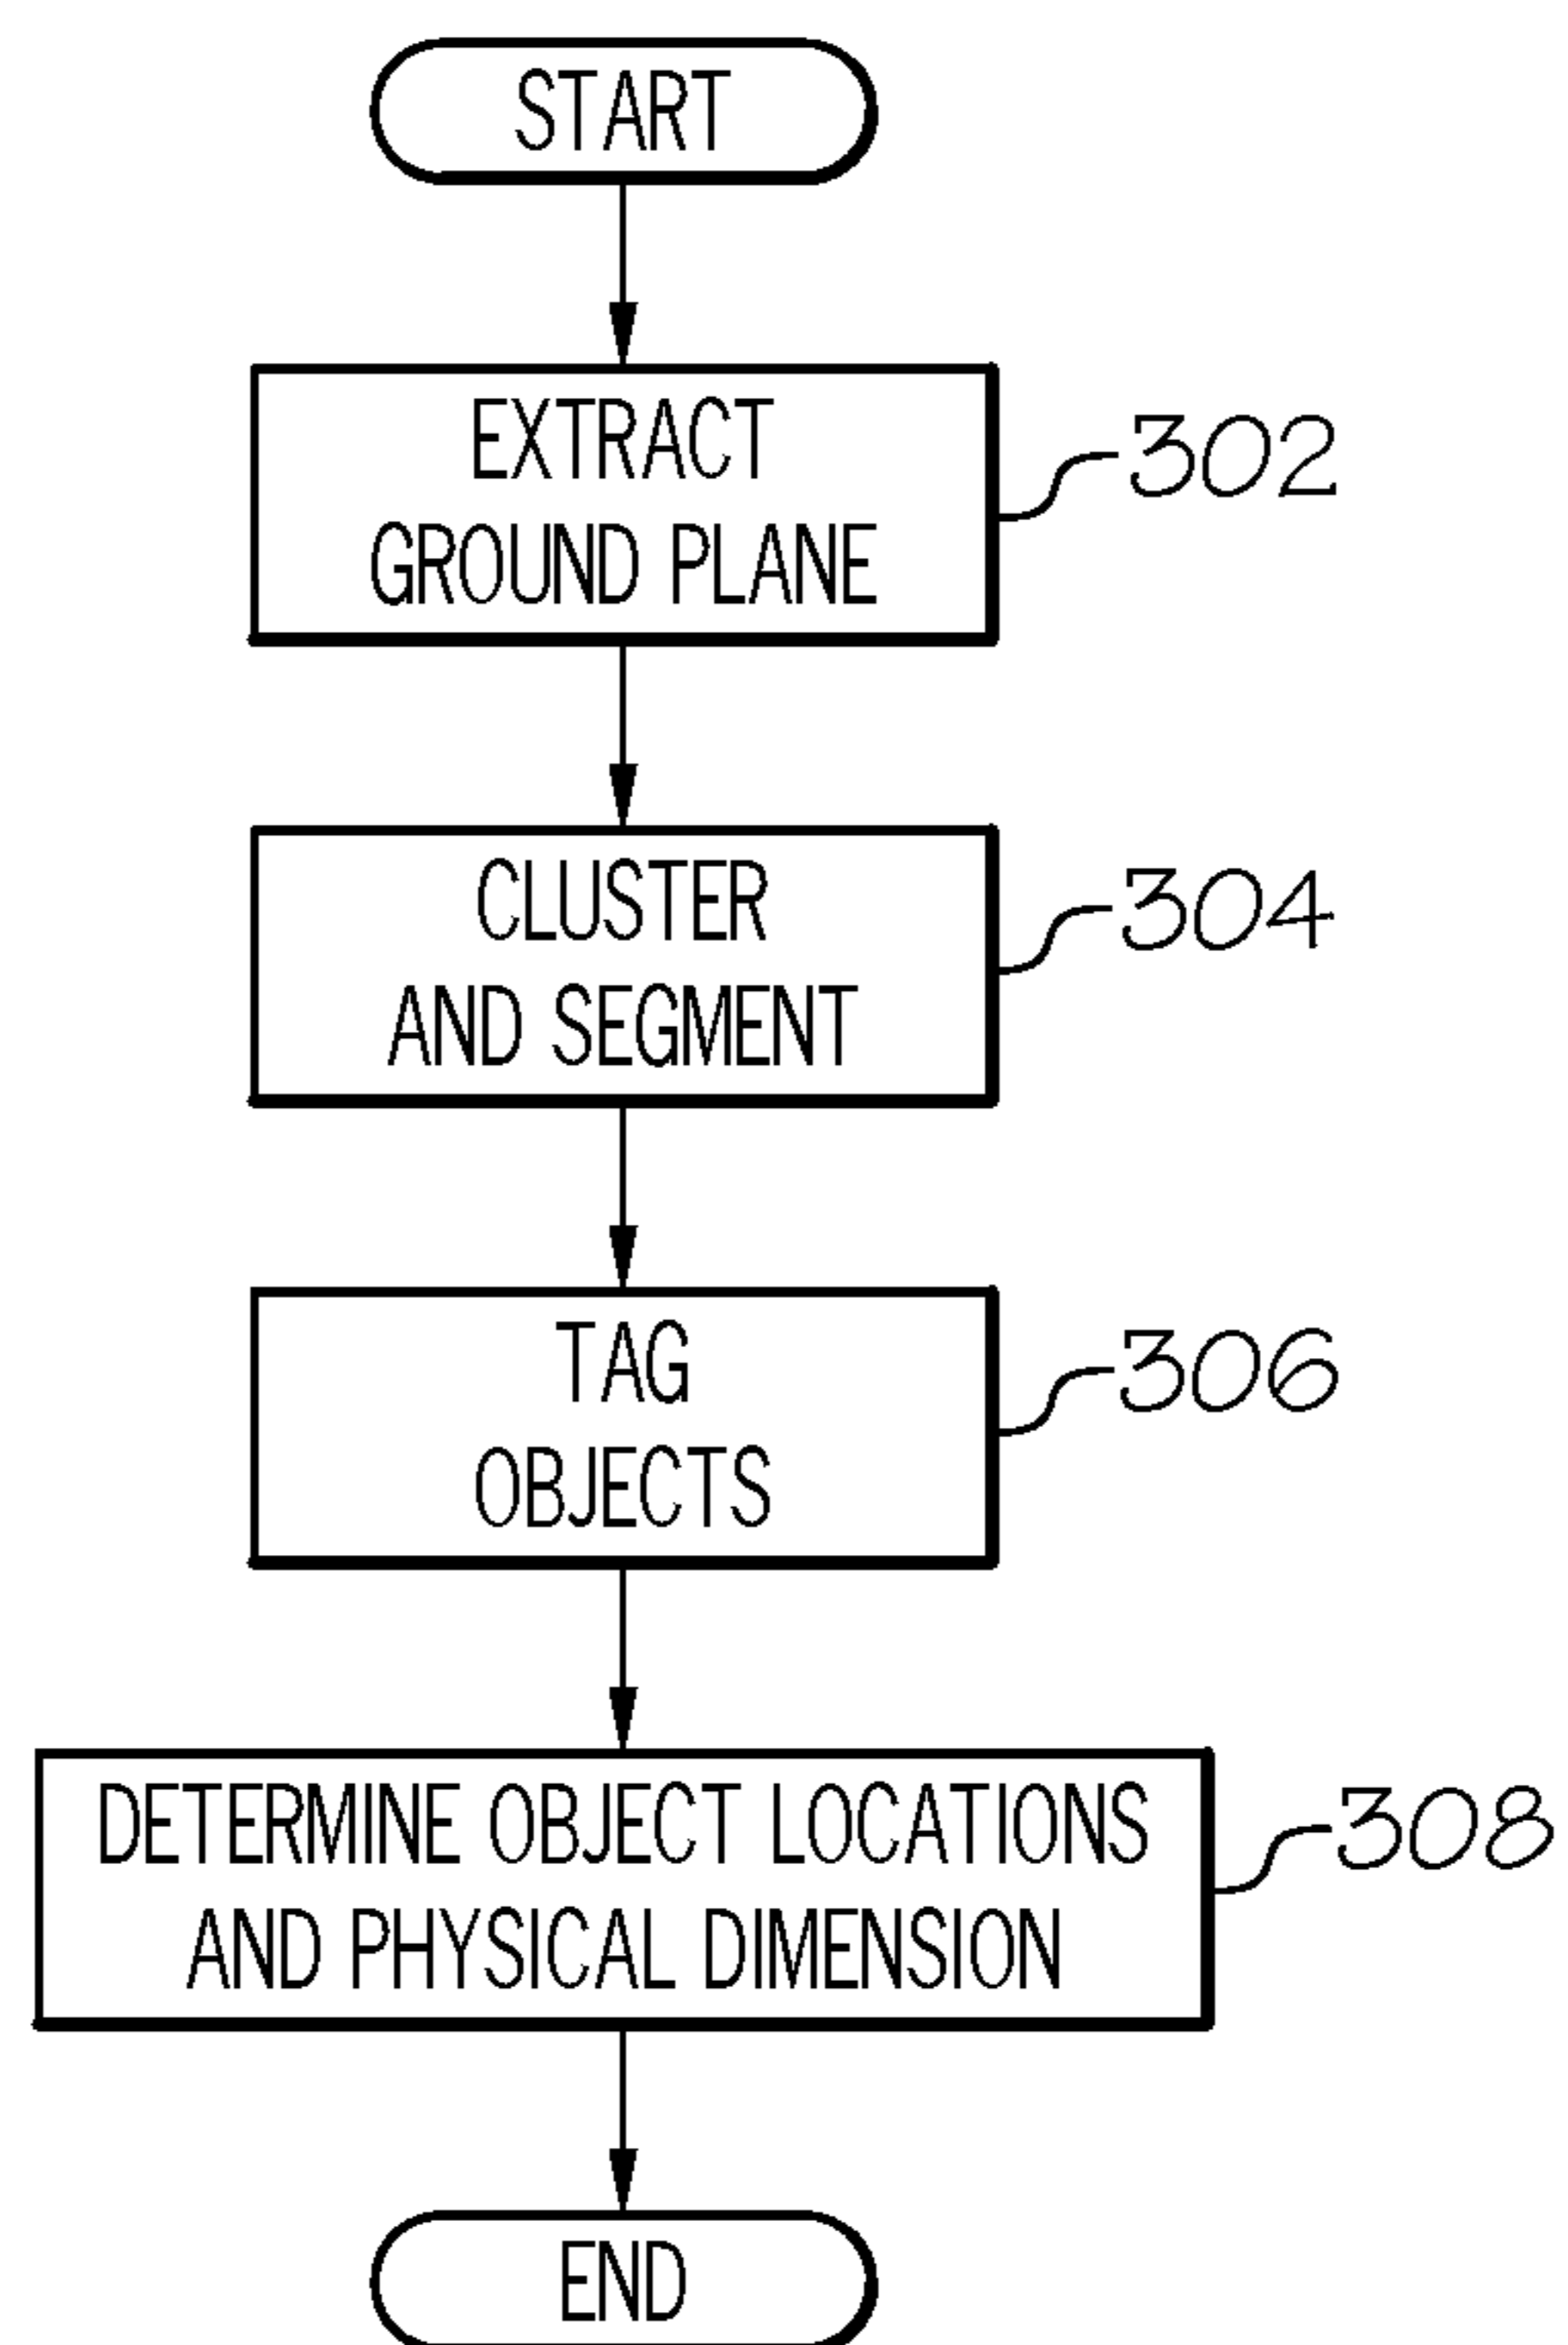 START
EXTRACT
GROUND PLANE
302
CLUSTER
AND SEGMENT
304
TAG
OBJECTS
306
DETERMINE OBJECT LOCATIONS
AND PHYSICAL DIMENSION
308
END